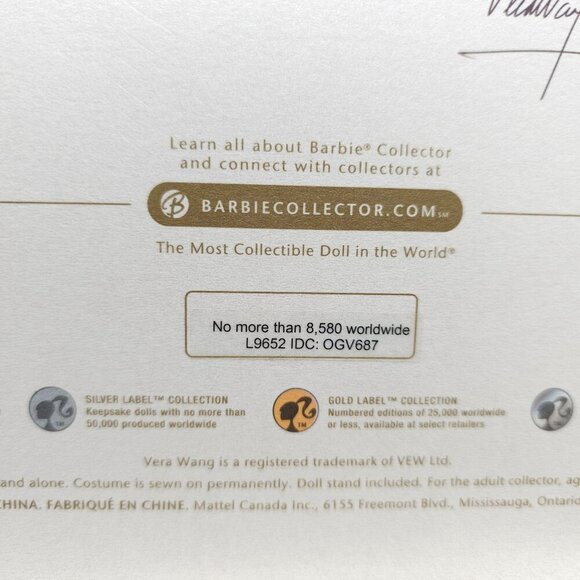 Learn all about Barbie® Collector
and connect with collectors at
B BARBIECOLLECTOR.COM SM
The Most Collectible Doll in the World®
No more than 8,580 worldwide
L9652 IDC: OGV687
SILVER LABEL™ COLLECTION
Keepsake dolls with no more than
50,000 produced worldwide
TM
GOLD LABEL™ COLLECTION
Numbered editions of 25,000 worldwide
or less, available at select retailers
TM
Vera Wang is a registered trademark of VEW Ltd.
and alone. Costume is sewn on permanently. Doll stand included. For the adult collector, ag
CHINA. FABRIQUÉ EN CHINE. Mattel Canada Inc., 6155 Freemont Blvd., Mississauga, Ontario